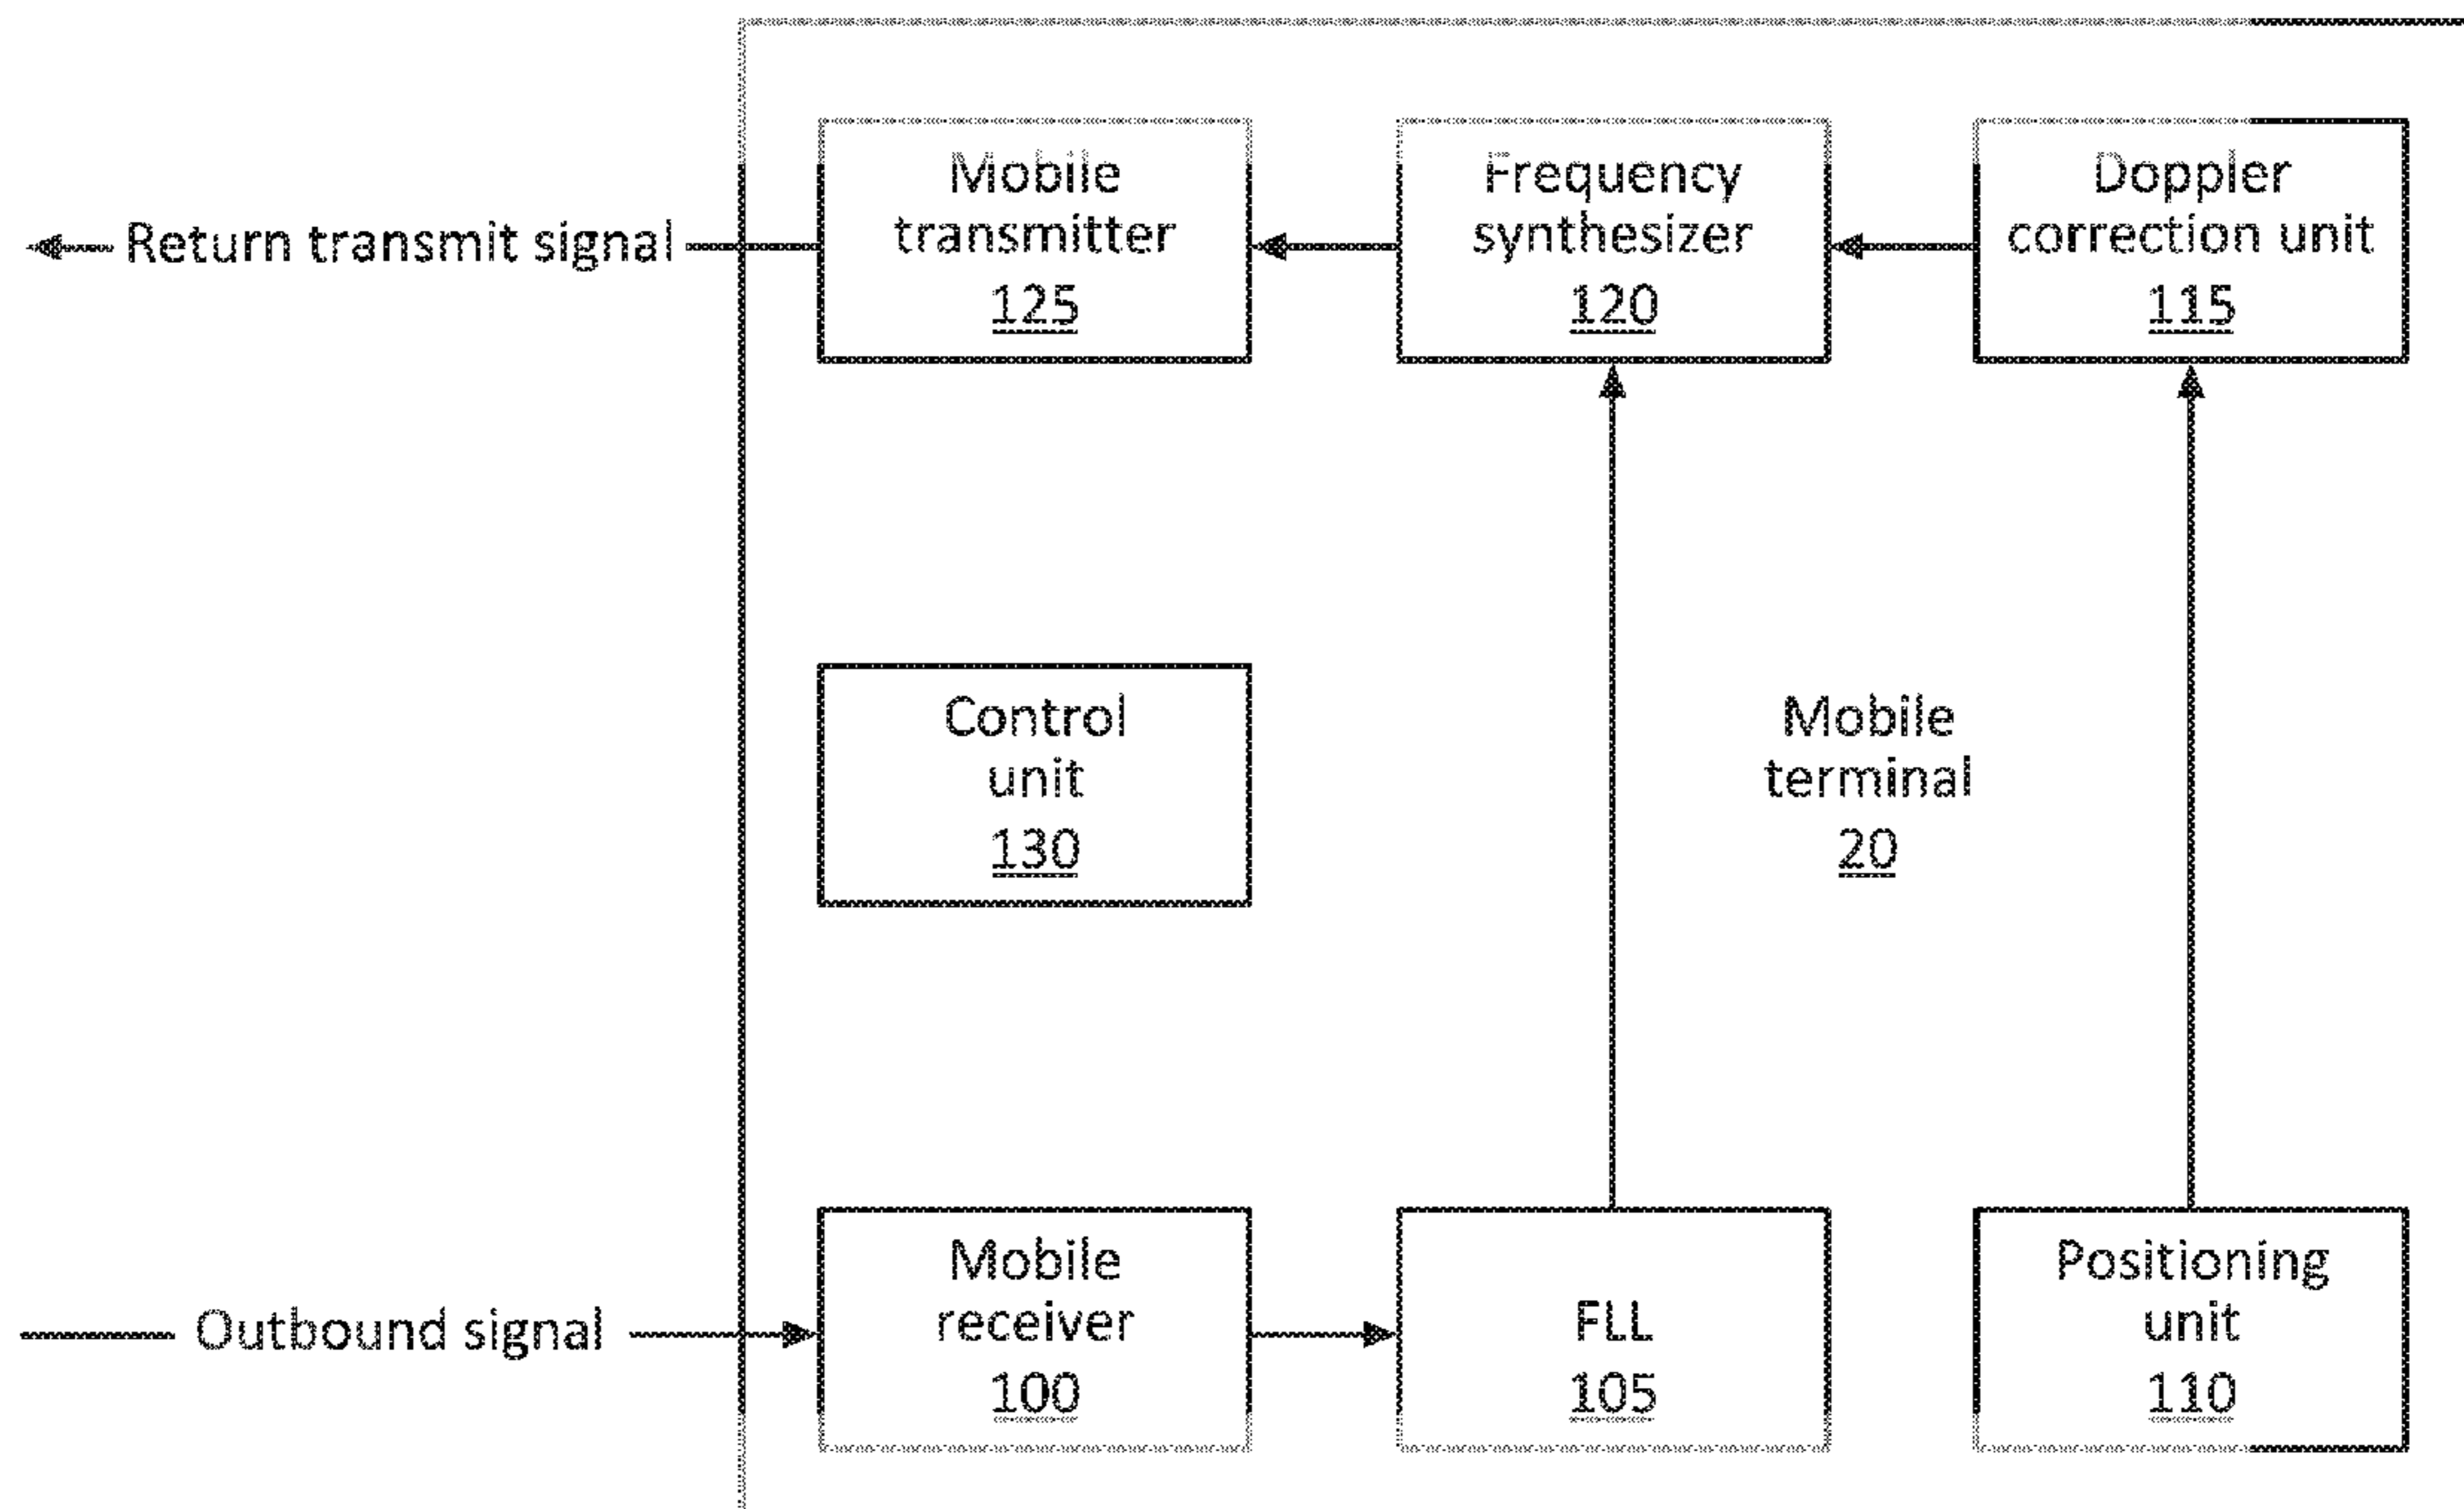 Mobile
transmitter
125
Frequency
synthesizer
120
Doppler
correction unit
115
Return transmit signal
Control
unit
130
Mobile
terminal
20
Mobile
receiver
100
FLL
105
Positioning
unit
110
Outbound signal